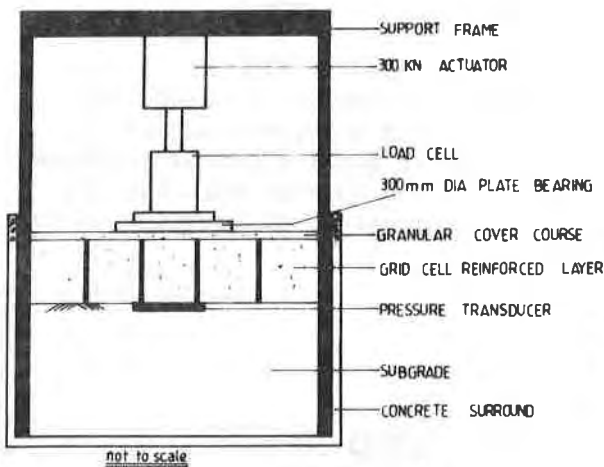 SUPPORT FRAME
300 KN ACTUATOR
LOAD CELL
300mm DIA PLATE BEARING
GRANULAR COVER COURSE
GRID CELL REINFORCED LAYER
PRESSURE TRANSDUCER
SUBGRADE
CONCRETE SURROUND
not to scale